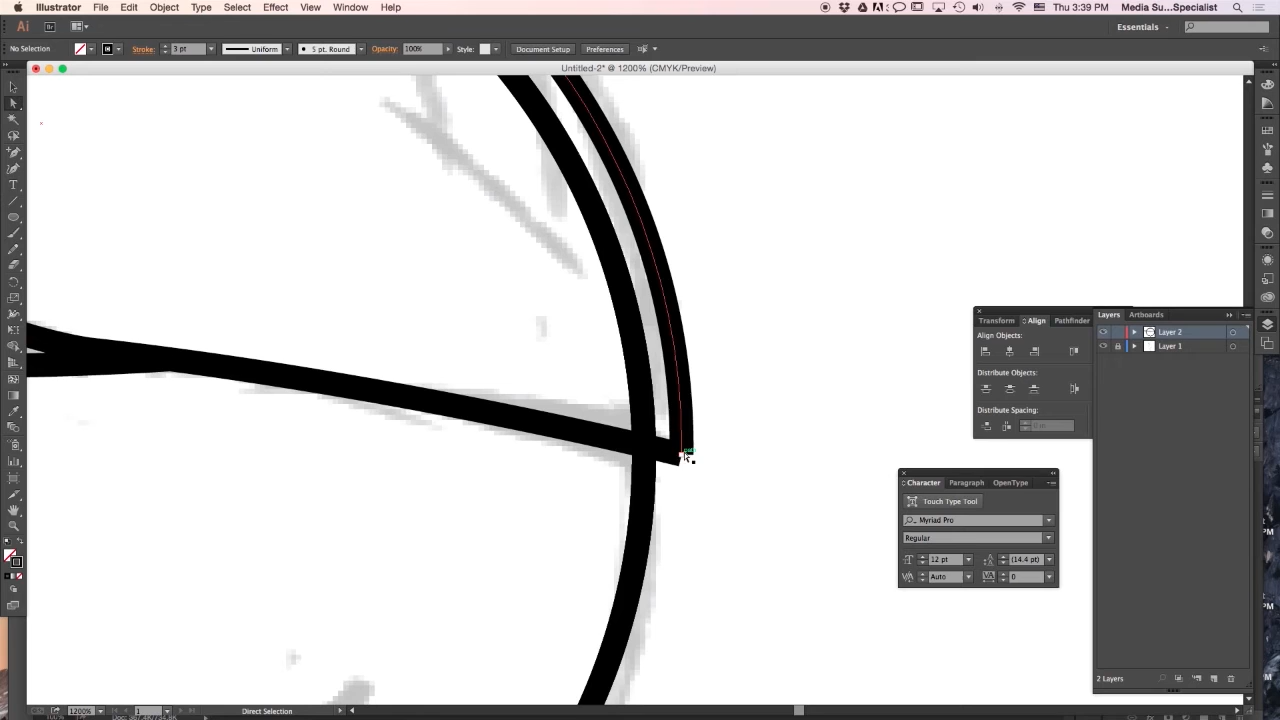 Illustrator File Edit Object Type Select Effect View Window Help
Thu 3:39 PM Media Su...Specialist
Ai Br Essentials
No Selection Stroke: 3 pt Uniform 5 pt. Round Opacity: 100% Style: Document Setup Preferences
Untitled-2* @ 1200% (CMYK/Preview)
Transform Align Pathfinder
Layers Artboards
Align Objects:
Layer 2
Layer 1
Distribute Objects:
Distribute Spacing:
Character Paragraph OpenType
Touch Type Tool
Myriad Pro
Regular
12 pt (14.4 pt)
Auto 0
2 Layers
1200% 1 Direct Selection